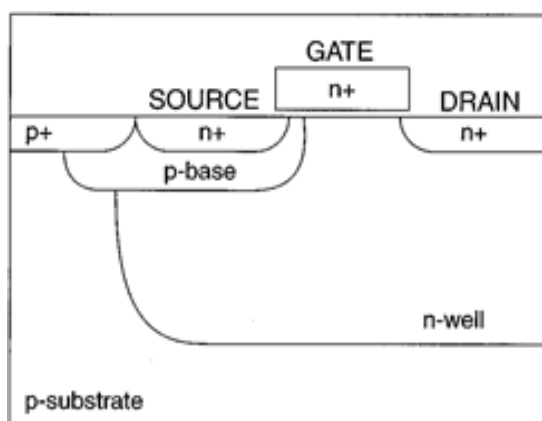 GATE
n+
SOURCE
DRAIN
p+
n+
n+
p-base
n-well
p-substrate